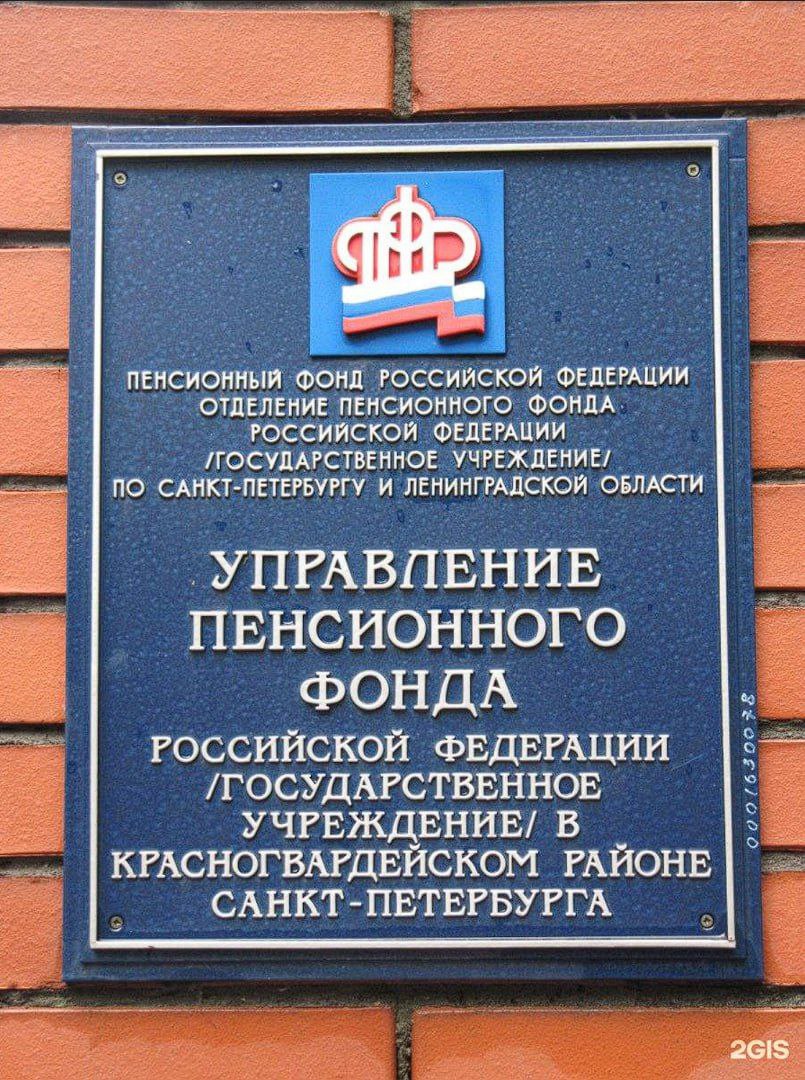 ПФР
ПЕНСИОННЫЙ ФОНД РОССИЙСКОЙ ФЕДЕРАЦИИ
ОТДЕЛЕНИЕ ПЕНСИОННОГО ФОНДА
РОССИЙСКОЙ ФЕДЕРАЦИИ
/ГОСУДАРСТВЕННОЕ УЧРЕЖДЕНИЕ/
ПО САНКТ-ПЕТЕРБУРГУ И ЛЕНИНГРАДСКОЙ ОБЛАСТИ
УПРАВЛЕНИЕ
ПЕНСИОННОГО
ФОНДА
РОССИЙСКОЙ ФЕДЕРАЦИИ
/ГОСУДАРСТВЕННОЕ
УЧРЕЖДЕНИЕ/ В
КРАСНОГВАРДЕЙСКОМ РАЙОНЕ
САНКТ-ПЕТЕРБУРГА
0001630078
2GIS